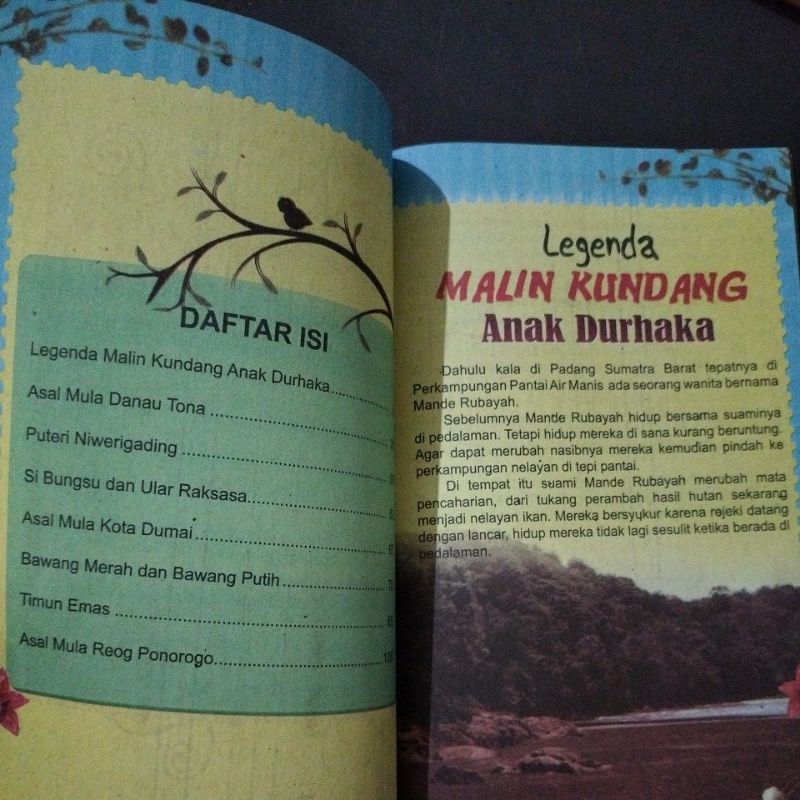 DAFTAR ISI
Legenda Malin Kundang Anak Durhaka
Asal Mula Danau Tona
Puteri Niwerigading
Si Bungsu dan Ular Raksasa
Asal Mula Kota Dumai
Bawang Merah dan Bawang Putih
Timun Emas
Asal Mula Reog Ponorogo
Legenda
MALIN KUNDANG
Anak Durhaka
Dahulu kala di Padang Sumatra Barat tepatnya di
Perkampungan Pantai Air Manis ada seorang wanita bernama
Mande Rubayah.
Sebelumnya Mande Rubayah hidup bersama suaminya
di pedalaman. Tetapi hidup mereka di sana kurang beruntung.
Agar dapat merubah nasibnya mereka kemudian pindah ke
perkampungan nelayan di tepi pantai.
Di tempat itu suami Mande Rubayah merubah mata
pencaharian, dari tukang perambah hasil hutan sekarang
menjadi nelayan ikan. Mereka bersyukur karena rejeki datang
dengan lancar, hidup mereka tidak lagi sesulit ketika berada di
pedalaman.